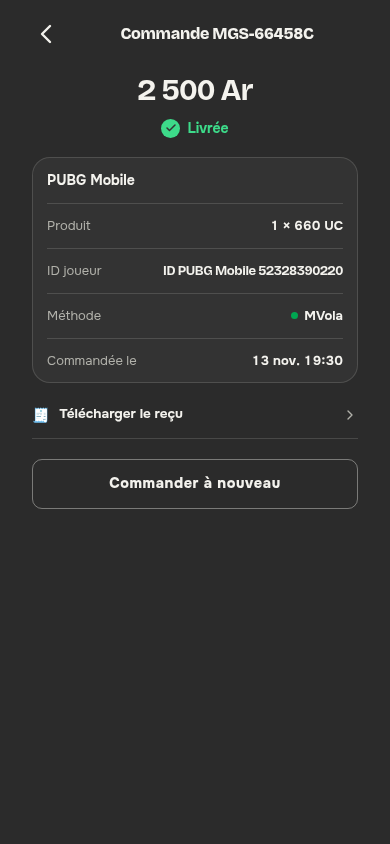 Commande MGS-66458C
2 500 Ar
Livrée
PUBG Mobile
Produit 1 × 660 UC
ID joueur ID PUBG Mobile 52328390220
Méthode MVola
Commandée le 13 nov. 19:30
Télécharger le reçu
Commander à nouveau